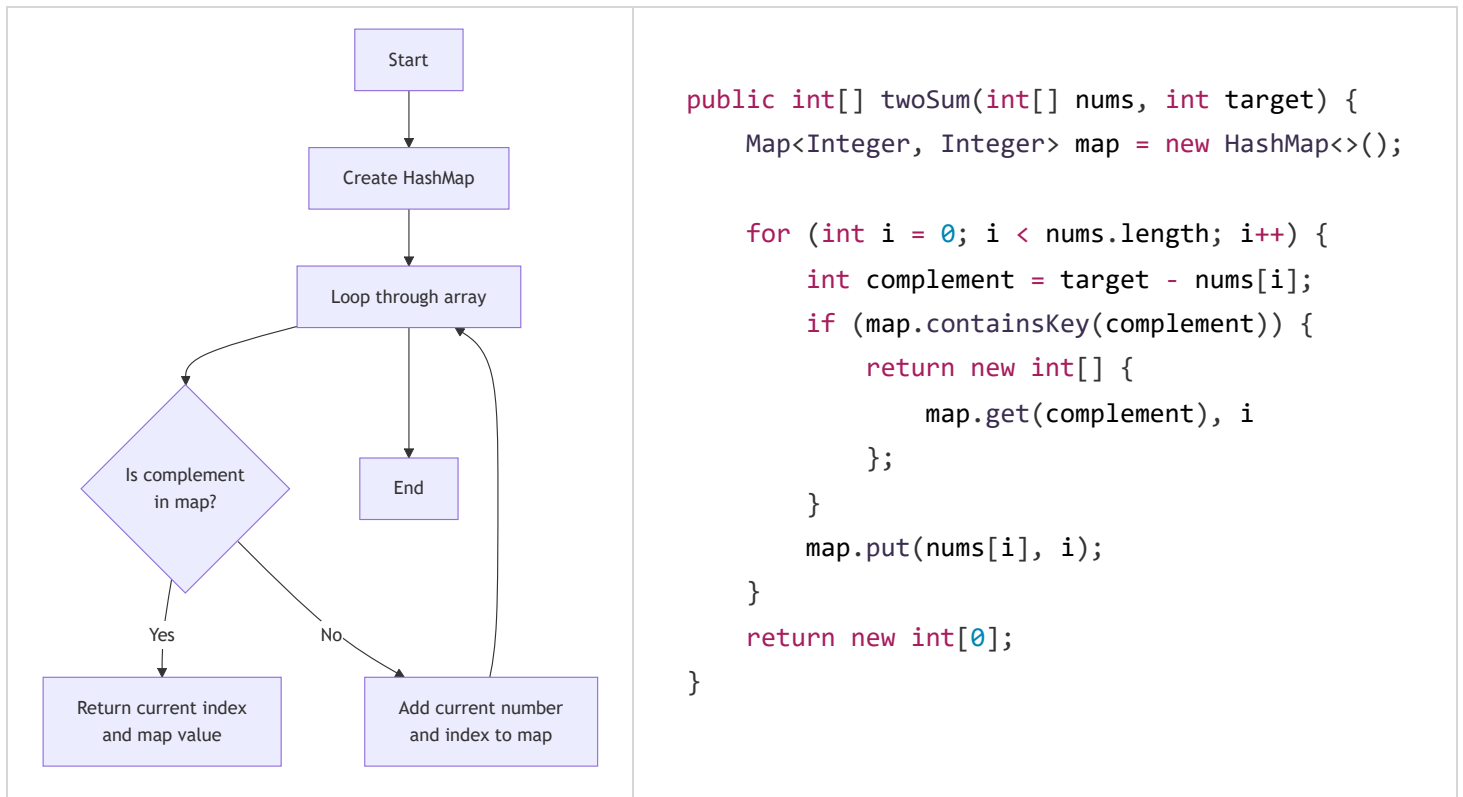 Start
Create HashMap
Loop through array
Is complement
in map?
End
Yes
No
Return current index
and map value
Add current number
and index to map
public int[] twoSum(int[] nums, int target) {
    Map<Integer, Integer> map = new HashMap<>();

    for (int i = 0; i < nums.length; i++) {
        int complement = target - nums[i];
        if (map.containsKey(complement)) {
            return new int[] {
                map.get(complement), i
            };
        }
        map.put(nums[i], i);
    }
    return new int[0];
}